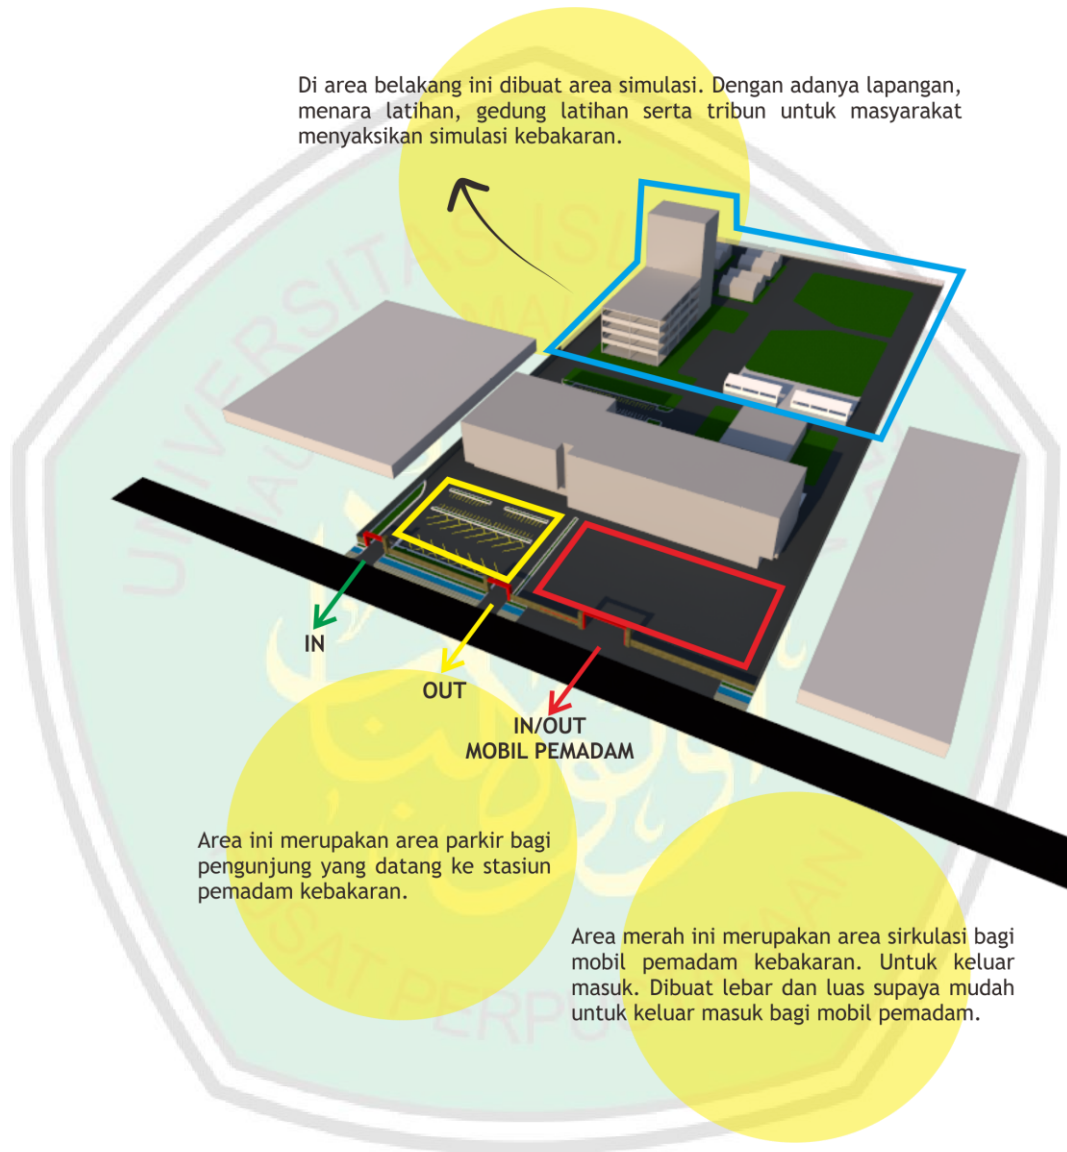 Di area belakang ini dibuat area simulasi. Dengan adanya lapangan,
menara latihan, gedung latihan serta tribun untuk masyarakat
menyaksikan simulasi kebakaran.
IN
OUT
IN/OUT
MOBIL PEMADAM
Area ini merupakan area parkir bagi
pengunjung yang datang ke stasiun
pemadam kebakaran.
Area merah ini merupakan area sirkulasi bagi
mobil pemadam kebakaran. Untuk keluar
masuk. Dibuat lebar dan luas supaya mudah
untuk keluar masuk bagi mobil pemadam.